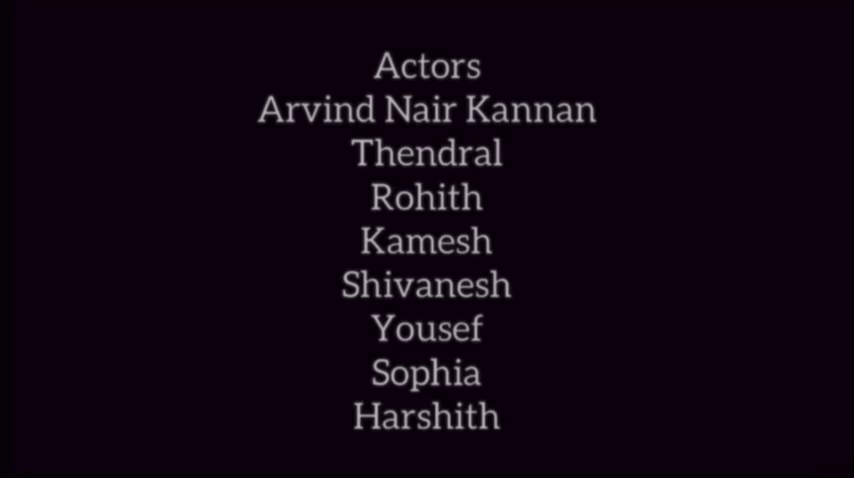 Actors
Arvind Nair Kannan
Thendral
Rohith
Kamesh
Shivanesh
Yousef
Sophia
Harshith